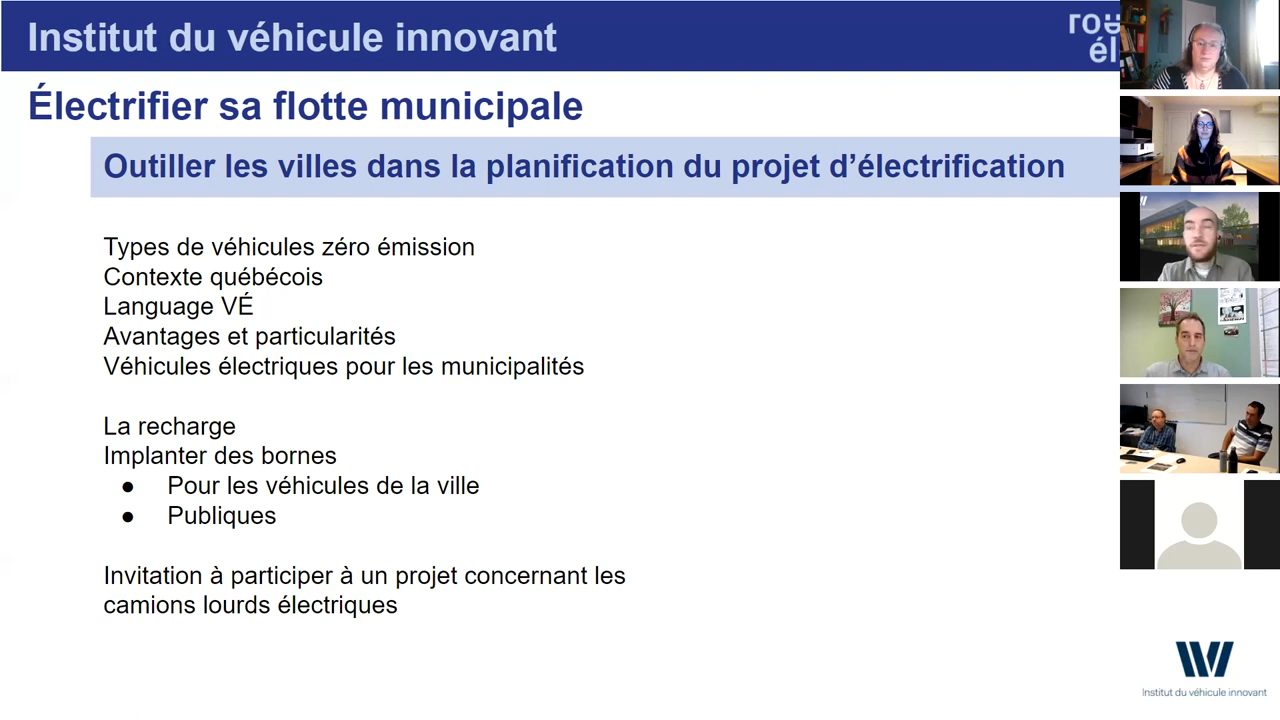 Institut du véhicule innovant
rou
él
Électrifier sa flotte municipale
Outiller les villes dans la planification du projet d'électrification
Types de véhicules zéro émission
Contexte québécois
Language VÉ
Avantages et particularités
Véhicules électriques pour les municipalités
La recharge
Implanter des bornes
● Pour les véhicules de la ville
● Publiques
Invitation à participer à un projet concernant les
camions lourds électriques
Institut du véhicule innovant